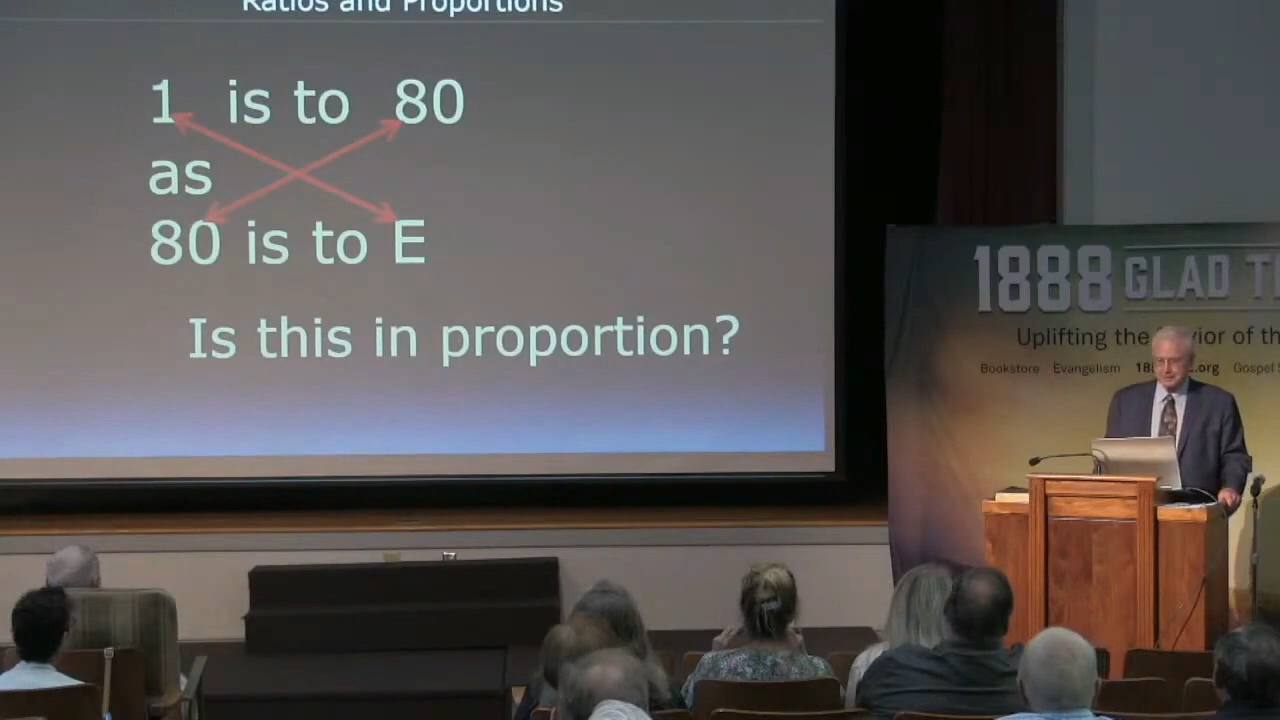 Ratios and Proportions
1 is to 80
as
80 is to E
Is this in proportion?
1888 GLAD
Uplifting the of
Bookstore Evangelism .org Gospel